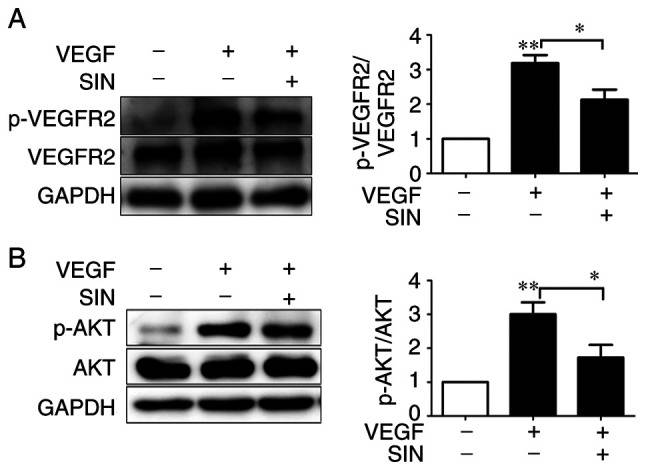 A
VEGF − + +
SIN − − +
p-VEGFR2
VEGFR2
GAPDH
p-VEGFR2/
VEGFR2
4
3
2
1
0
** *
VEGF − + +
SIN − − +
B
VEGF − + +
SIN − − +
p-AKT
AKT
GAPDH
p-AKT/AKT
4
3
2
1
0
** *
VEGF − + +
SIN − − +